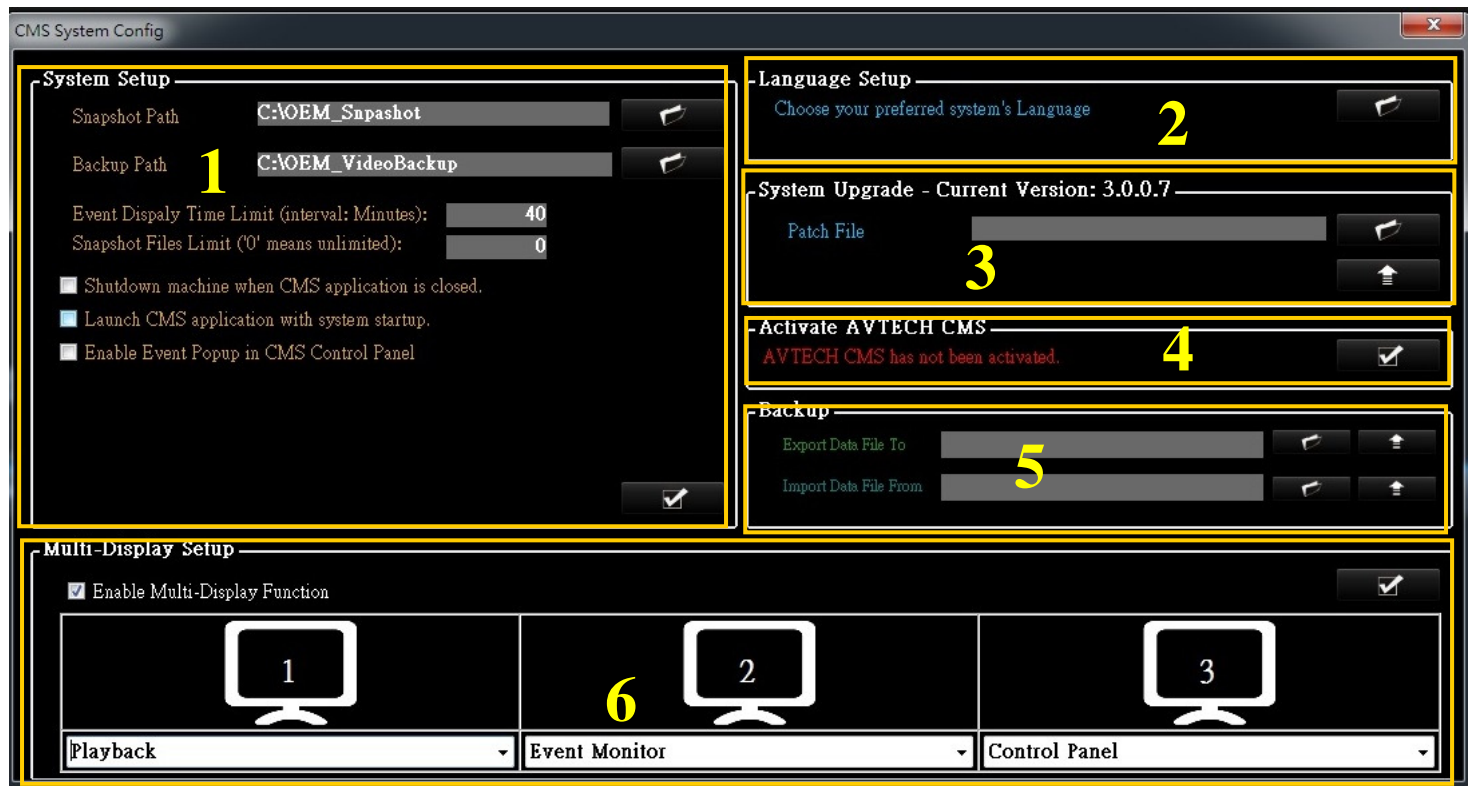 CMS System Config
System Setup
Snapshot Path C:\OEM_Snpashot
Backup Path C:\OEM_VideoBackup
1
Event Dispaly Time Limit (interval: Minutes): 40
Snapshot Files Limit ('0' means unlimited): 0
Shutdown machine when CMS application is closed.
Launch CMS application with system startup.
Enable Event Popup in CMS Control Panel
Language Setup
Choose your preferred system's Language
2
System Upgrade - Current Version: 3.0.0.7
Patch File
3
Activate AVTECH CMS
AVTECH CMS has not been activated.
4
Backup
Export Data File To
5
Import Data File From
Multi-Display Setup
Enable Multi-Display Function
1 2 3
6
Playback Event Monitor Control Panel